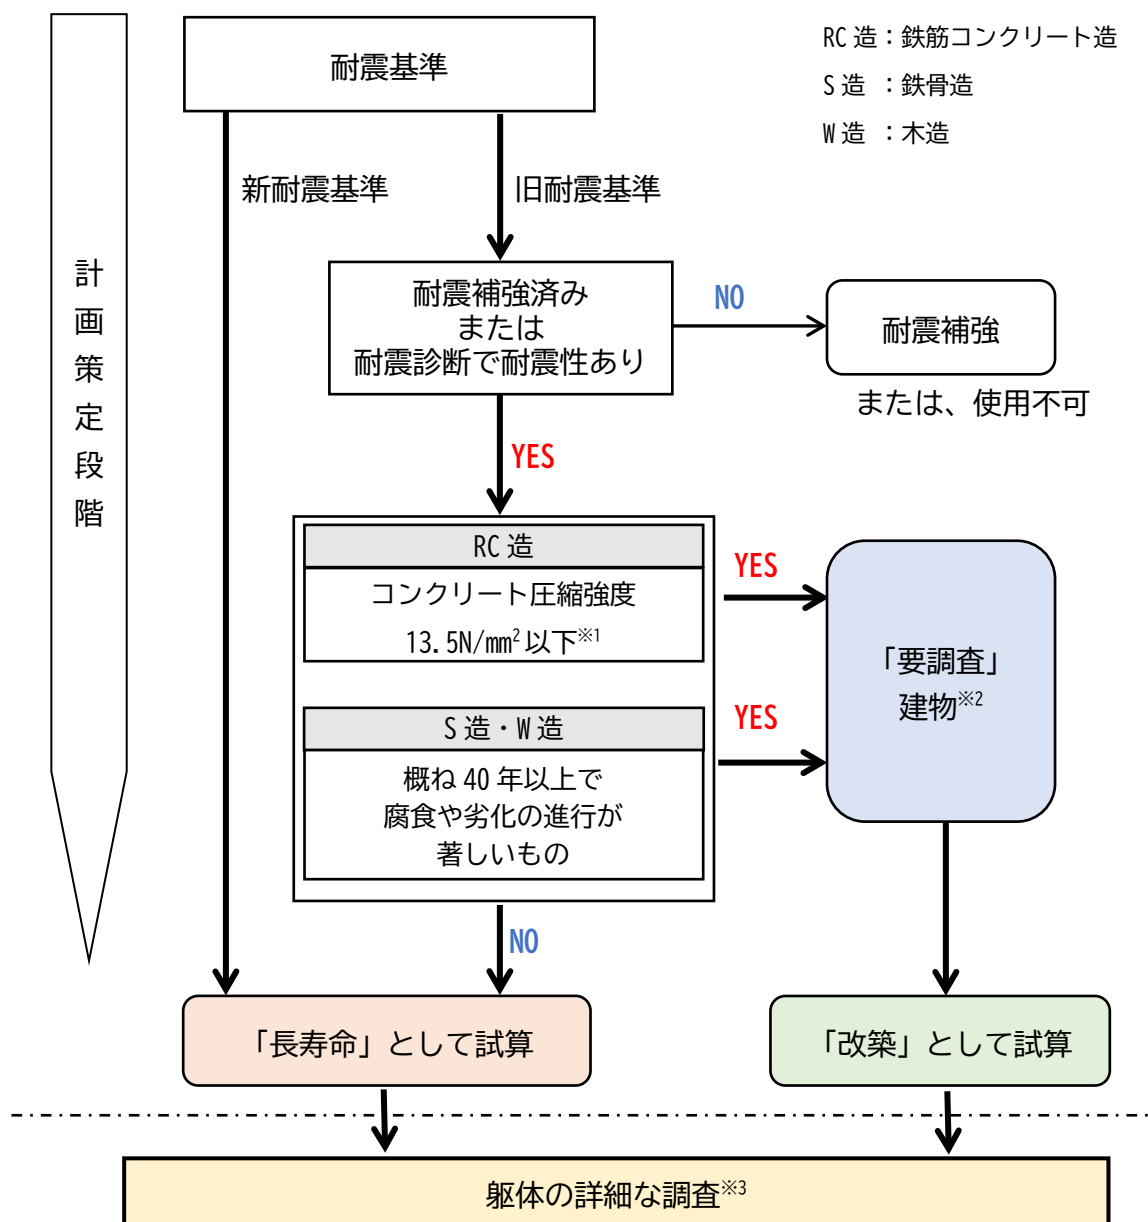 耐震基準
RC造：鉄筋コンクリート造
S造：鉄骨造
W造：木造
新耐震基準
旧耐震基準
計画策定段階
耐震補強済み
または
耐震診断で耐震性あり
NO
耐震補強
または、使用不可
YES
RC造
コンクリート圧縮強度
13.5N/mm²以下※1
YES
「要調査」
建物※2
S造・W造
YES
概ね40年以上で
腐食や劣化の進行が
著しいもの
NO
「長寿命」として試算
「改築」として試算
躯体の詳細な調査※3